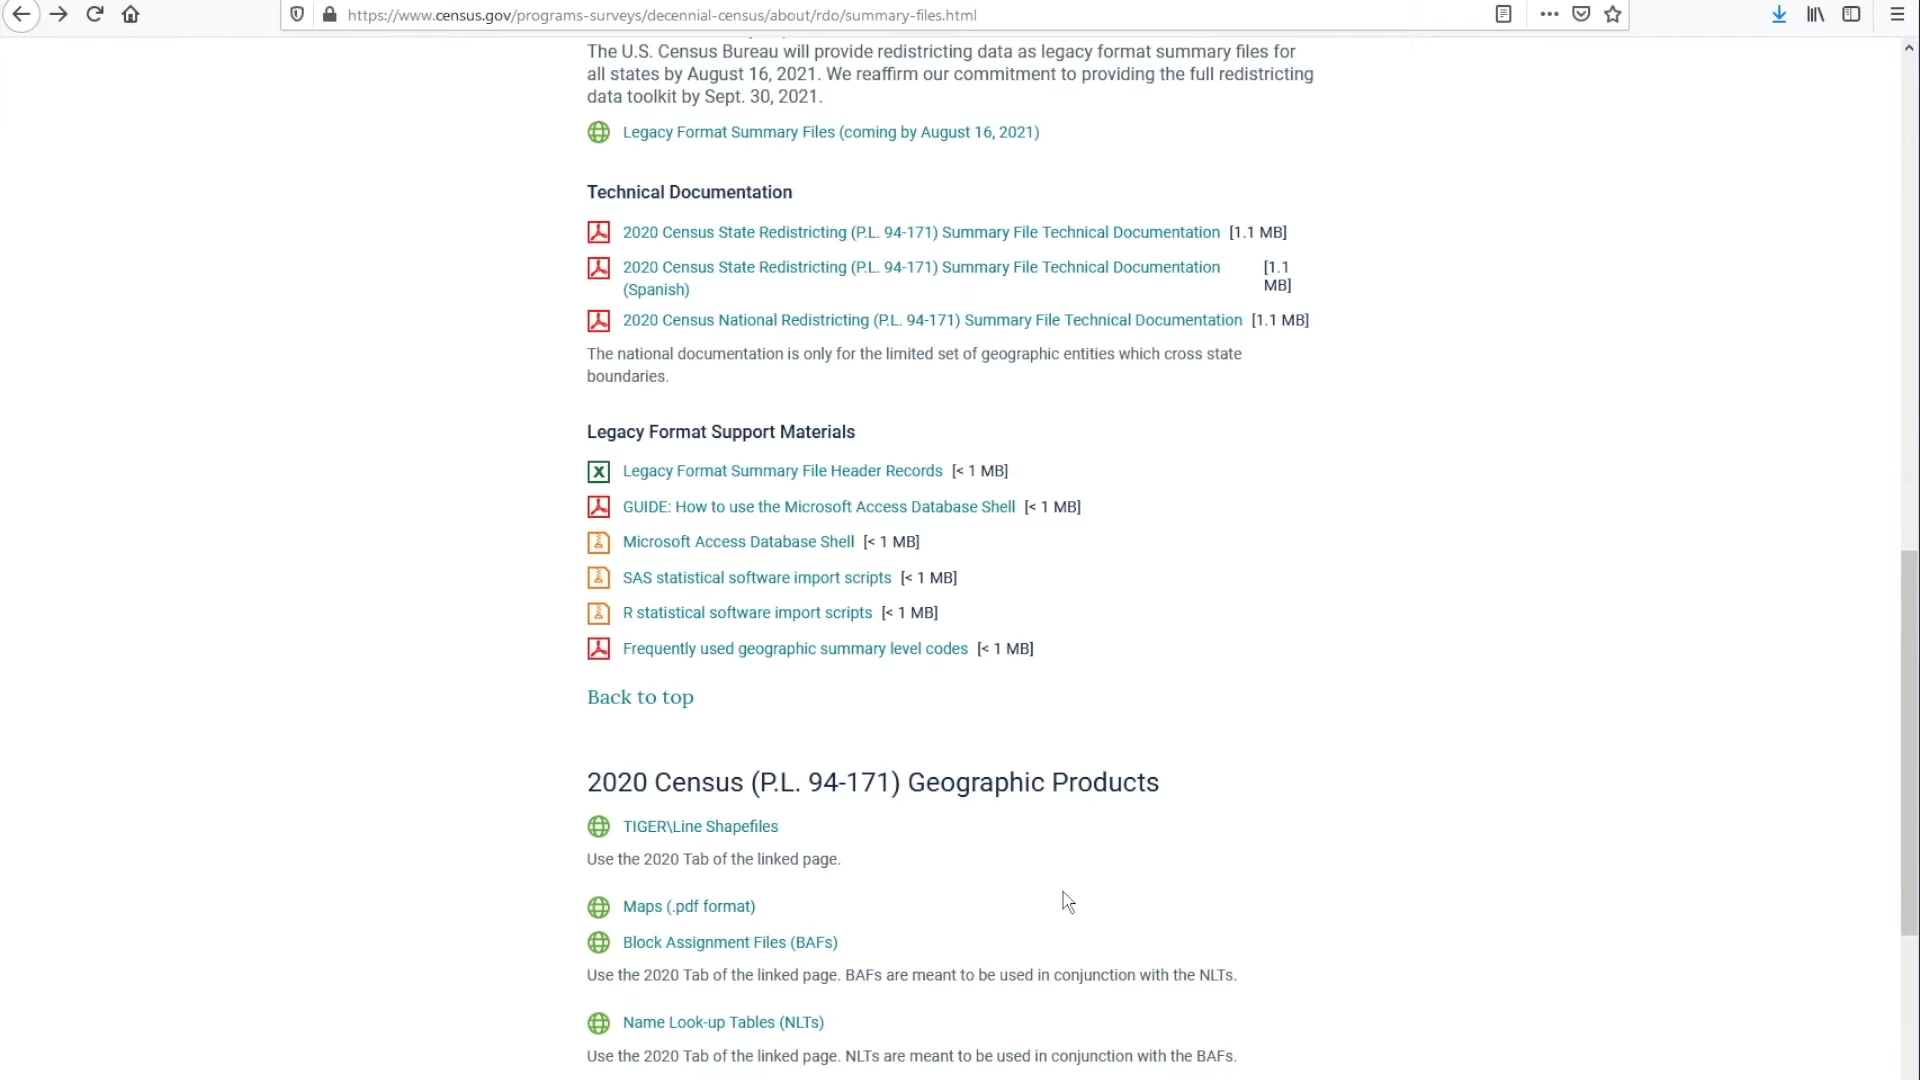 https://www.census.gov/programs-surveys/decennial-census/about/rdo/summary-files.html
The U.S. Census Bureau will provide redistricting data as legacy format summary files for
all states by August 16, 2021. We reaffirm our commitment to providing the full redistricting
data toolkit by Sept. 30, 2021.
Legacy Format Summary Files (coming by August 16, 2021)
Technical Documentation
2020 Census State Redistricting (P.L. 94-171) Summary File Technical Documentation [1.1 MB]
2020 Census State Redistricting (P.L. 94-171) Summary File Technical Documentation [1.1
(Spanish) MB]
2020 Census National Redistricting (P.L. 94-171) Summary File Technical Documentation [1.1 MB]
The national documentation is only for the limited set of geographic entities which cross state
boundaries.
Legacy Format Support Materials
Legacy Format Summary File Header Records [< 1 MB]
GUIDE: How to use the Microsoft Access Database Shell [< 1 MB]
Microsoft Access Database Shell [< 1 MB]
SAS statistical software import scripts [< 1 MB]
R statistical software import scripts [< 1 MB]
Frequently used geographic summary level codes [< 1 MB]
Back to top
2020 Census (P.L. 94-171) Geographic Products
TIGER\Line Shapefiles
Use the 2020 Tab of the linked page.
Maps (.pdf format)
Block Assignment Files (BAFs)
Use the 2020 Tab of the linked page. BAFs are meant to be used in conjunction with the NLTs.
Name Look-up Tables (NLTs)
Use the 2020 Tab of the linked page. NLTs are meant to be used in conjunction with the BAFs.